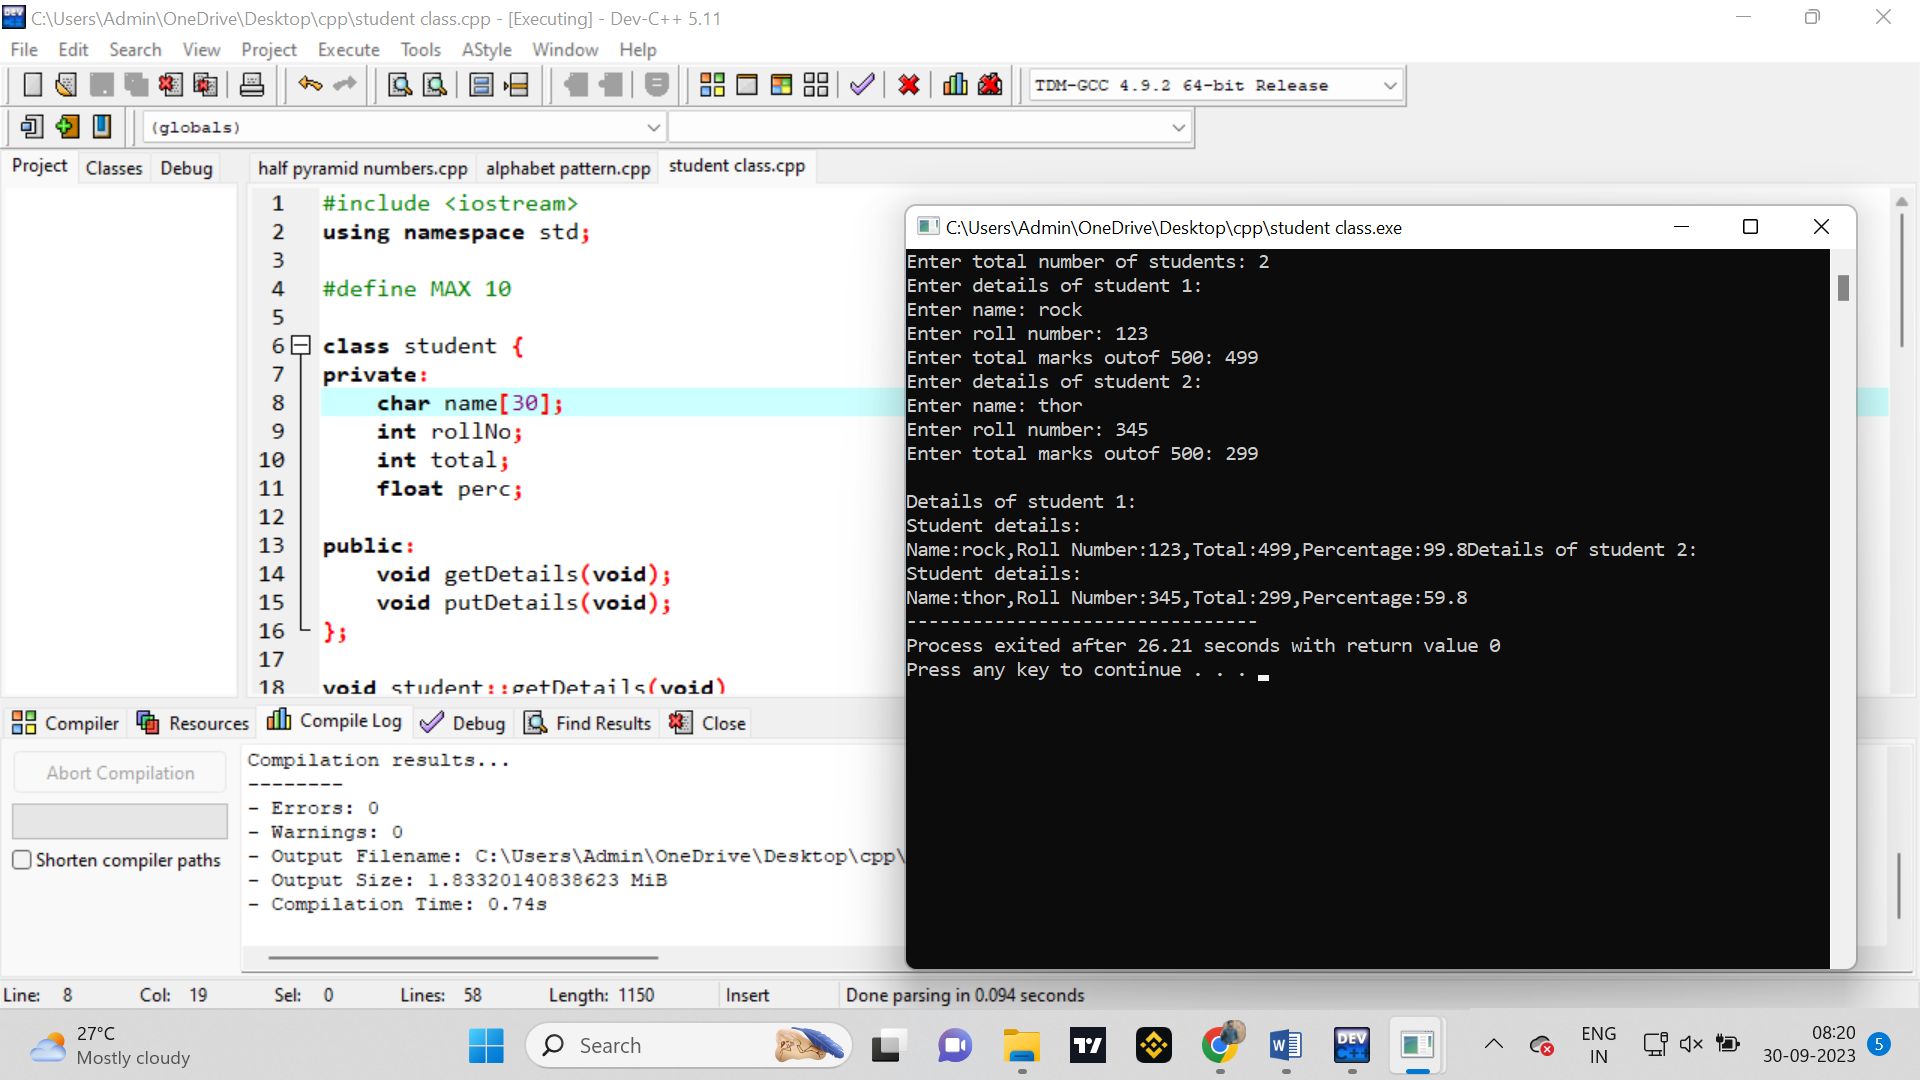 C:\Users\Admin\OneDrive\Desktop\cpp\student class.cpp - [Executing] - Dev-C++ 5.11
File Edit Search View Project Execute Tools AStyle Window Help
TDM-GCC 4.9.2 64-bit Release
(globals)
Project Classes Debug
half pyramid numbers.cpp alphabet pattern.cpp student class.cpp
1 #include <iostream>
2 using namespace std;
3
4 #define MAX 10
5
6 class student {
7 private:
8 char name[30];
9 int rollNo;
10 int total;
11 float perc;
12
13 public:
14 void getDetails(void);
15 void putDetails(void);
16 };
17
18 void student::getDetails(void)
C:\Users\Admin\OneDrive\Desktop\cpp\student class.exe
Enter total number of students: 2
Enter details of student 1:
Enter name: rock
Enter roll number: 123
Enter total marks outof 500: 499
Enter details of student 2:
Enter name: thor
Enter roll number: 345
Enter total marks outof 500: 299
Details of student 1:
Student details:
Name:rock,Roll Number:123,Total:499,Percentage:99.8Details of student 2:
Student details:
Name:thor,Roll Number:345,Total:299,Percentage:59.8
--------------------------------
Process exited after 26.21 seconds with return value 0
Press any key to continue . . .
Compiler Resources Compile Log Debug Find Results Close
Abort Compilation
Shorten compiler paths
Compilation results...
--------
- Errors: 0
- Warnings: 0
- Output Filename: C:\Users\Admin\OneDrive\Desktop\cpp\
- Output Size: 1.83320140838623 MiB
- Compilation Time: 0.74s
Line: 8 Col: 19 Sel: 0 Lines: 58 Length: 1150 Insert Done parsing in 0.094 seconds
27°C
Mostly cloudy
Search
DEV
C++
ENG
IN
08:20
30-09-2023
5